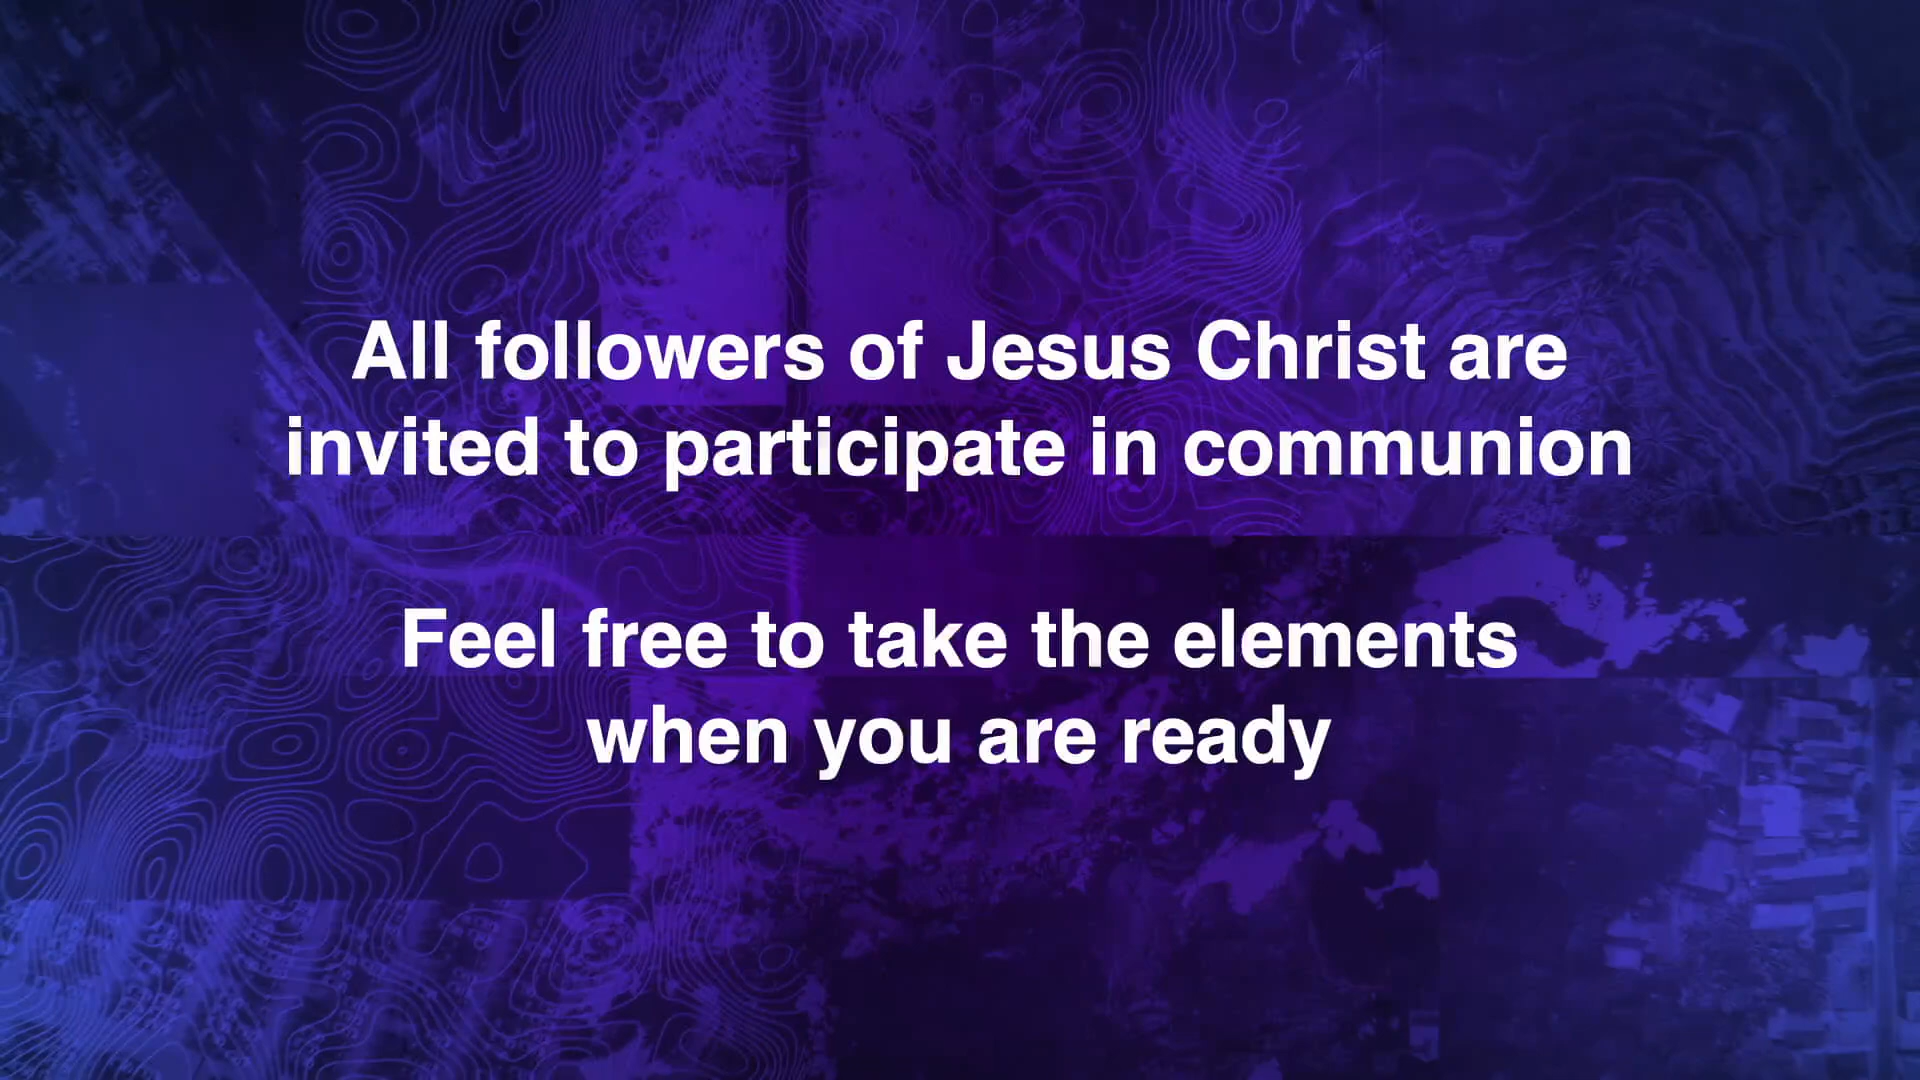 All followers of Jesus Christ are
invited to participate in communion
Feel free to take the elements
when you are ready